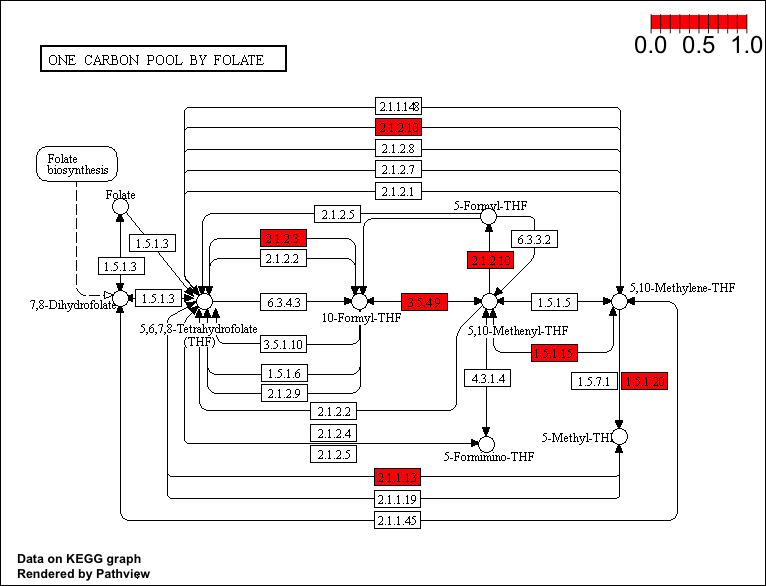 0.0 0.5 1.0
ONE CARBON POOL BY FOLATE
2.1.1.148
2.1.2.10
2.1.2.8
2.1.2.7
2.1.2.1
Folate
biosynthesis
Folate
5-Formyl-THF
2.1.2.5
1.5.1.3
2.1.2.3
6.3.3.2
2.1.2.2
2.1.2.10
1.5.1.3
7,8-Dihydrofolate
1.5.1.3
6.3.4.3
3.5.4.9
1.5.1.5
5,10-Methylene-THF
5,6,7,8-Tetrahydrofolate
(THF)
10-Formyl-THF
5,10-Methenyl-THF
3.5.1.10
1.5.1.15
1.5.1.6
4.3.1.4
1.5.7.1
1.5.1.20
2.1.2.9
2.1.2.2
2.1.2.4
5-Methyl-TH
2.1.2.5
5-Formimino-THF
2.1.1.13
2.1.1.19
2.1.1.45
Data on KEGG graph
Rendered by Pathview